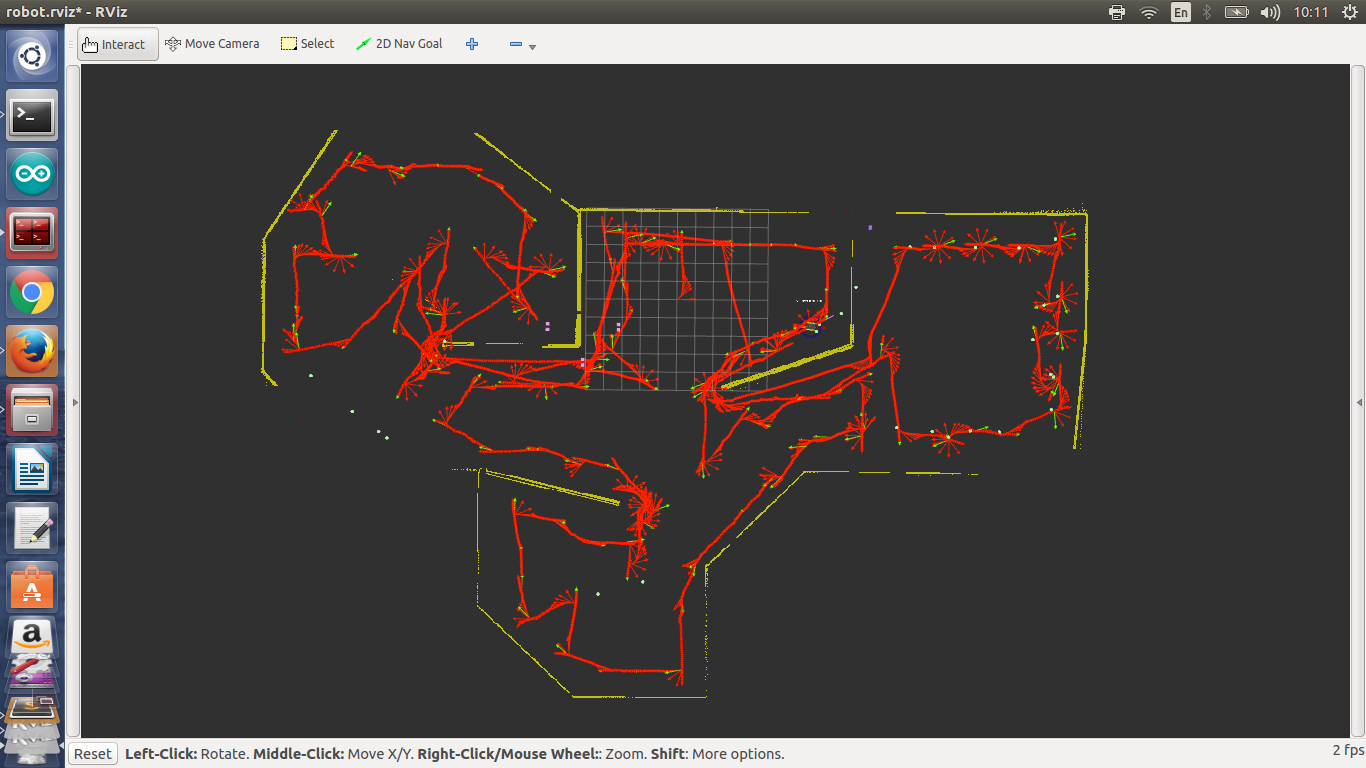 robot.rviz* - RViz
En
10:11
Interact
Move Camera
Select
2D Nav Goal
Reset
Left-Click: Rotate. Middle-Click: Move X/Y. Right-Click/Mouse Wheel:: Zoom. Shift: More options.
2 fps